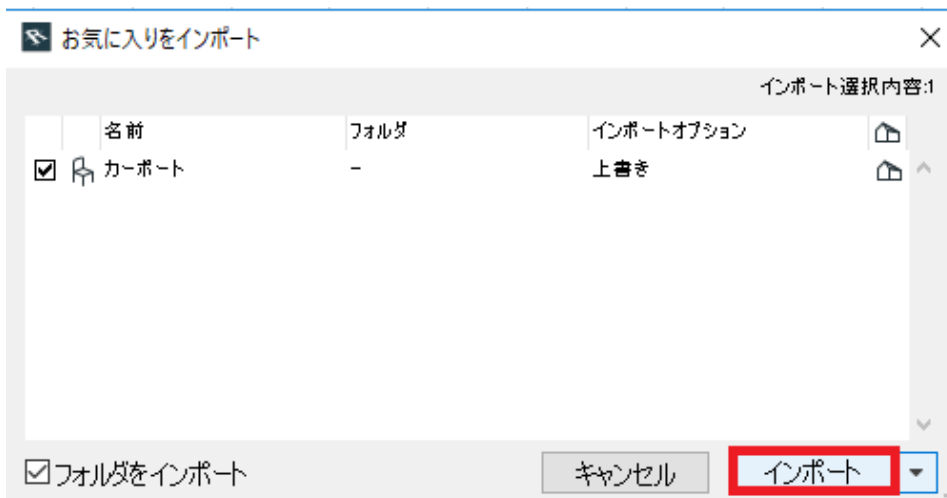 お気に入りをインポート
インポート選択内容:1
名前 フォルダ インポートオプション
カーポート - 上書き
フォルダをインポート キャンセル インポート